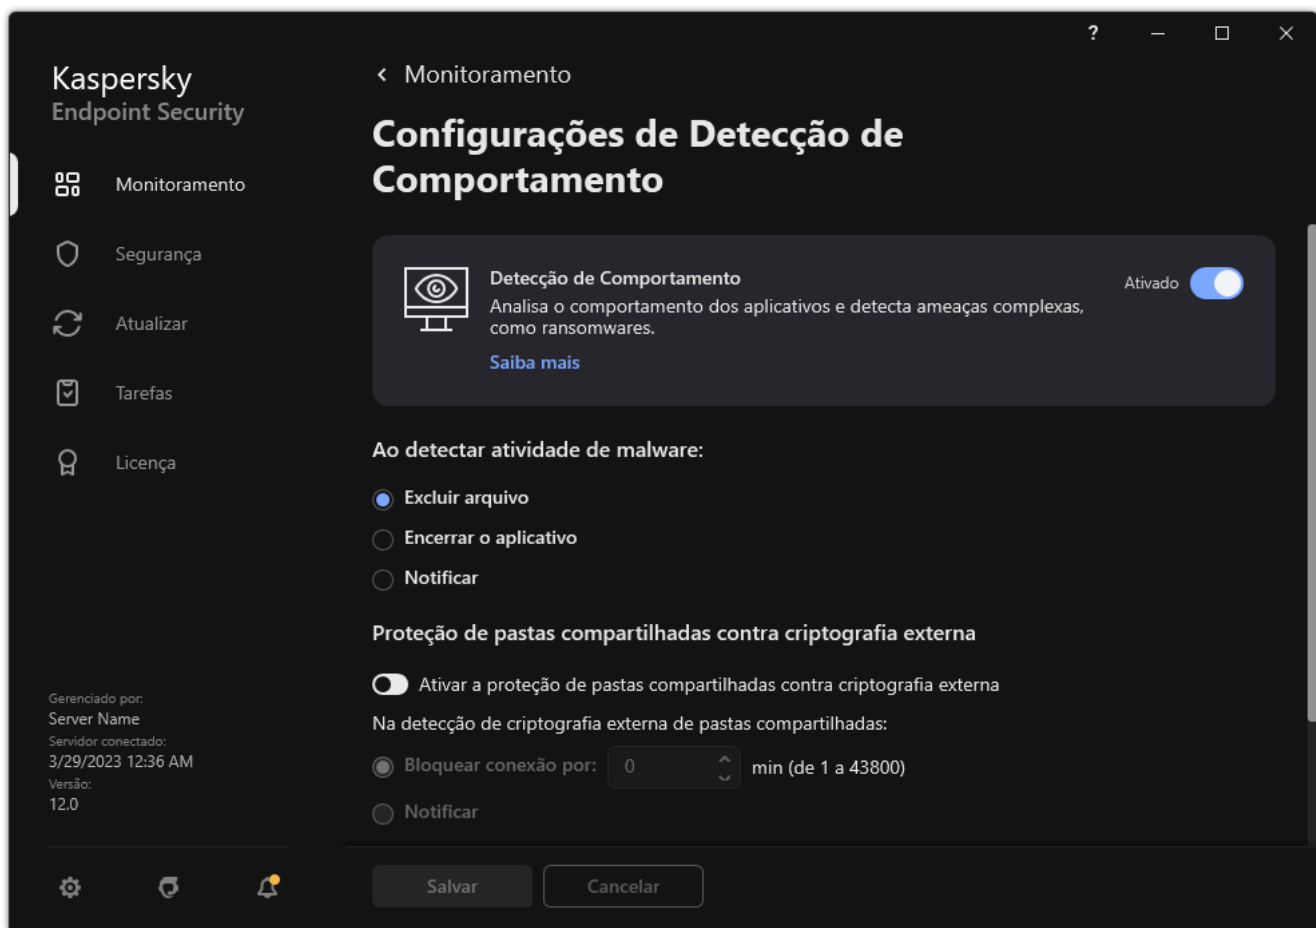 ?
Kaspersky
Endpoint Security
Monitoramento
Segurança
Atualizar
Tarefas
Licença
Gerenciado por:
Server Name
Servidor conectado:
3/29/2023 12:36 AM
Versão:
12.0
Monitoramento
Configurações de Detecção de
Comportamento
Detecção de Comportamento
Analisa o comportamento dos aplicativos e detecta ameaças complexas,
como ransomwares.
Saiba mais
Ativado
Ao detectar atividade de malware:
Excluir arquivo
Encerrar o aplicativo
Notificar
Proteção de pastas compartilhadas contra criptografia externa
Ativar a proteção de pastas compartilhadas contra criptografia externa
Na detecção de criptografia externa de pastas compartilhadas:
Bloquear conexão por: 0 min (de 1 a 43800)
Notificar
Salvar Cancelar